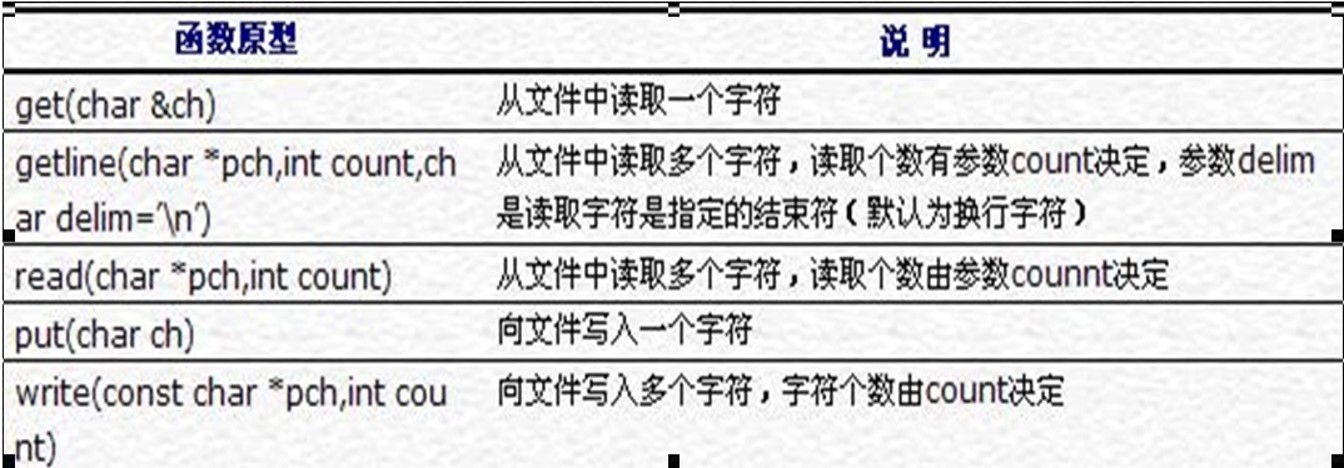 函数原型 说 明
get(char &ch) 从文件中读取一个字符
getline(char *pch,int count,ch 从文件中读取多个字符，读取个数有参数count决定，参数delim
ar delim='\n') 是读取字符是指定的结束符（默认为换行字符）
read(char *pch,int count) 从文件中读取多个字符，读取个数由参数counnt决定
put(char ch) 向文件写入一个字符
write(const char *pch,int cou 向文件写入多个字符，字符个数由count决定
nt)